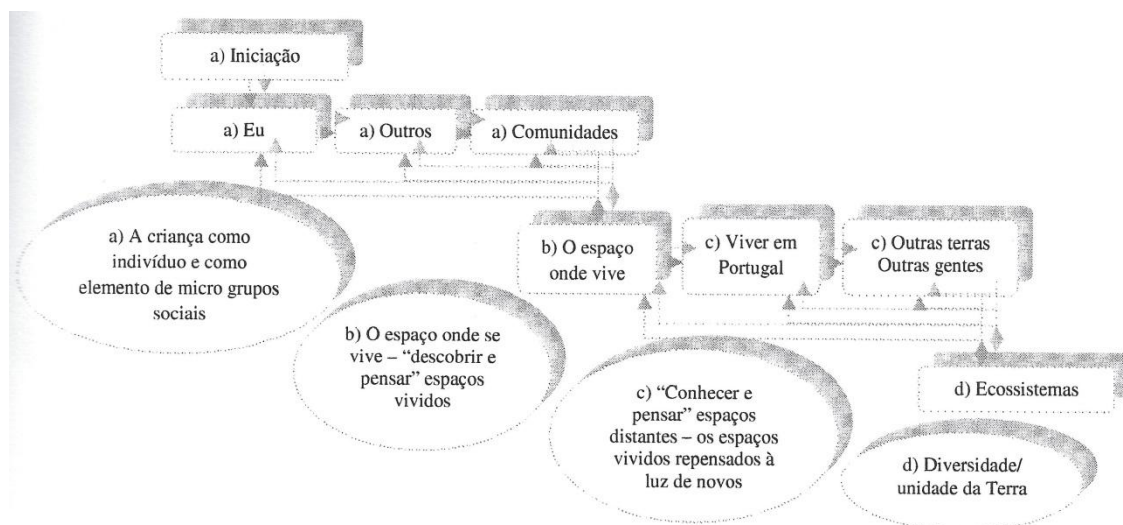 a) Iniciação
a) Eu
a) Outros
a) Comunidades
a) A criança como
indivíduo e como
elemento de micro grupos
sociais
b) O espaço
onde vive
c) Viver em
Portugal
c) Outras terras
Outras gentes
b) O espaço onde se
vive – “descobrir e
pensar” espaços
vividos
c) “Conhecer e
pensar” espaços
distantes – os espaços
vividos repensados à
luz de novos
d) Ecossistemas
d) Diversidade/
unidade da Terra